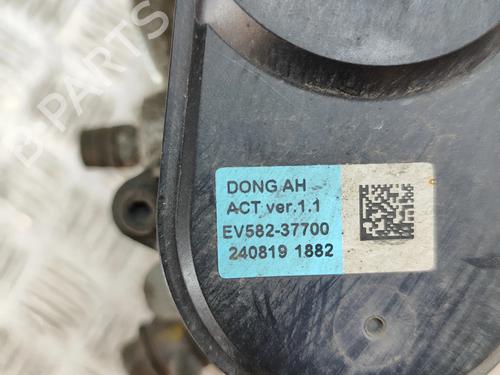 B-PARTS
DONG AH
ACT ver.1.1
EV582-37700
240819 1882